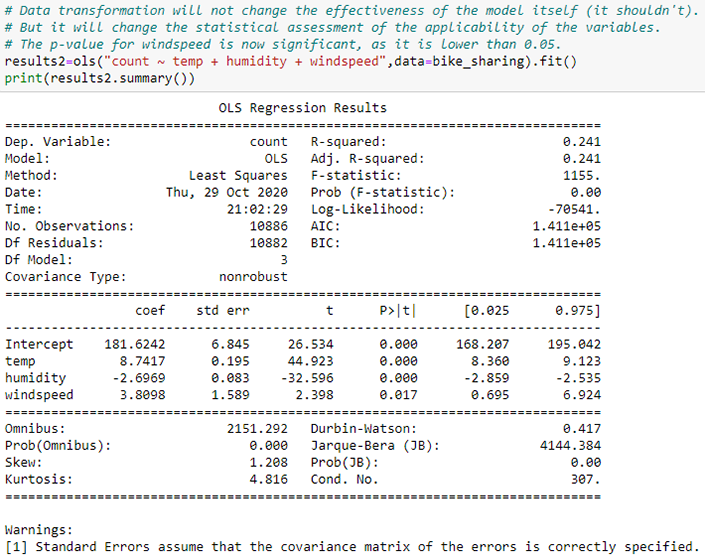 # Data transformation will not change the effectiveness of the model itself (it shouldn't).
# But it will change the statistical assessment of the applicability of the variables.
# The p-value for windspeed is now significant, as it is lower than 0.05.
results2=ols("count ~ temp + humidity + windspeed",data=bike_sharing).fit()
print(results2.summary())
OLS Regression Results
==============================================================================
Dep. Variable: count R-squared: 0.241
Model: OLS Adj. R-squared: 0.241
Method: Least Squares F-statistic: 1155.
Date: Thu, 29 Oct 2020 Prob (F-statistic): 0.00
Time: 21:02:29 Log-Likelihood: -70541.
No. Observations: 10886 AIC: 1.411e+05
Df Residuals: 10882 BIC: 1.411e+05
Df Model: 3
Covariance Type: nonrobust
==============================================================================
coef std err t P>|t| [0.025 0.975]
------------------------------------------------------------------------------
Intercept 181.6242 6.845 26.534 0.000 168.207 195.042
temp 8.7417 0.195 44.923 0.000 8.360 9.123
humidity -2.6969 0.083 -32.596 0.000 -2.859 -2.535
windspeed 3.8098 1.589 2.398 0.017 0.695 6.924
==============================================================================
Omnibus: 2151.292 Durbin-Watson: 0.417
Prob(Omnibus): 0.000 Jarque-Bera (JB): 4144.384
Skew: 1.208 Prob(JB): 0.00
Kurtosis: 4.816 Cond. No. 307.
==============================================================================
Warnings:
[1] Standard Errors assume that the covariance matrix of the errors is correctly specified.